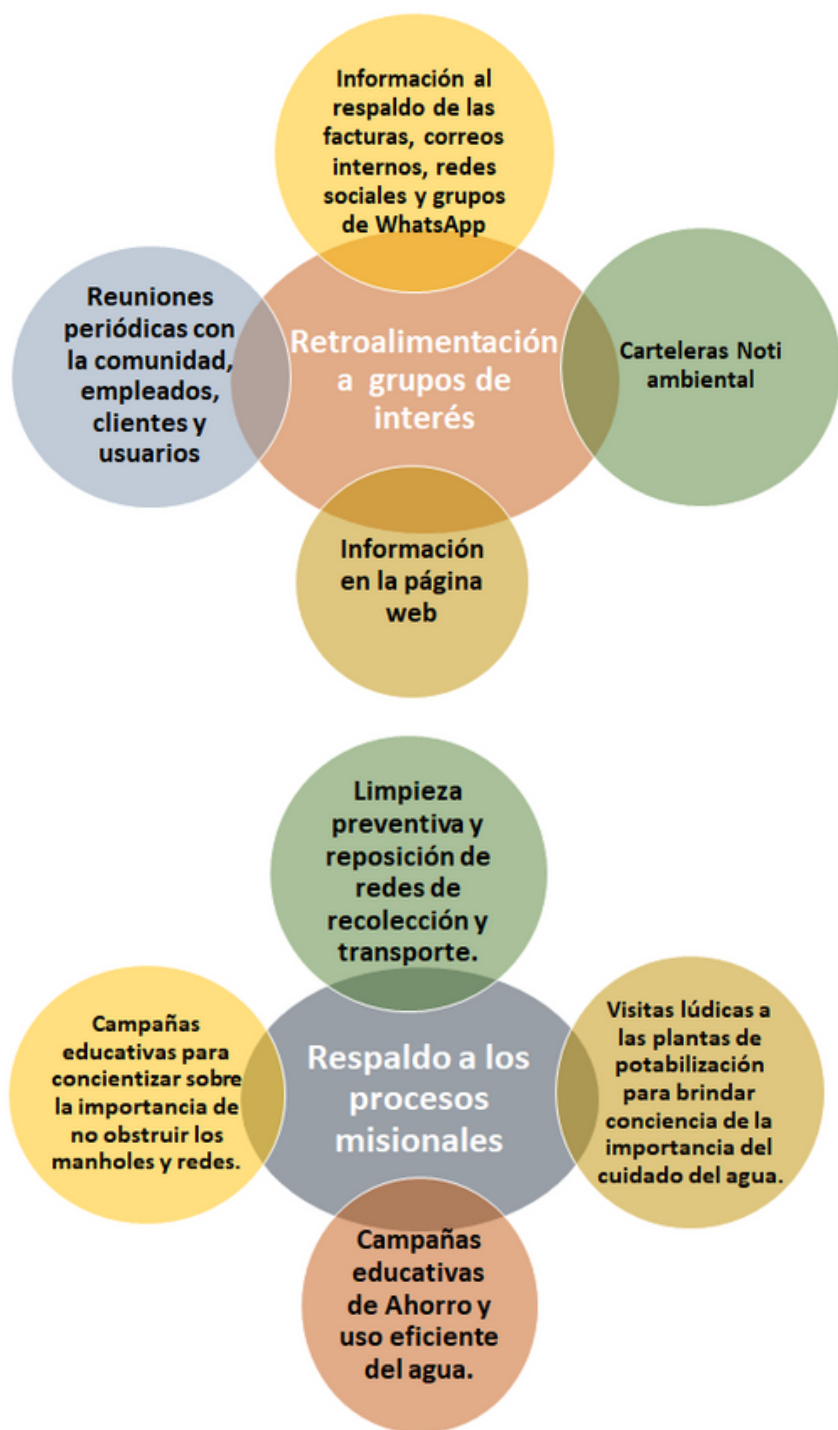 Información al
respaldo de las
facturas, correos
internos, redes
sociales y grupos
de WhatsApp
Reuniones
periódicas con
la comunidad,
empleados,
clientes y
usuarios
Retroalimentación
a grupos de
interés
Carteleras Noti
ambiental
Información
en la página
web
Limpieza
preventiva y
reposición de
redes de
recolección y
transporte.
Campañas
educativas para
concientizar sobre
la importancia de
no obstruir los
manholes y redes.
Respaldo a los
procesos
misionales
Visitas lúdicas a
las plantas de
potabilización
para brindar
conciencia de la
importancia del
cuidado del agua.
Campañas
educativas
de Ahorro y
uso eficiente
del agua.